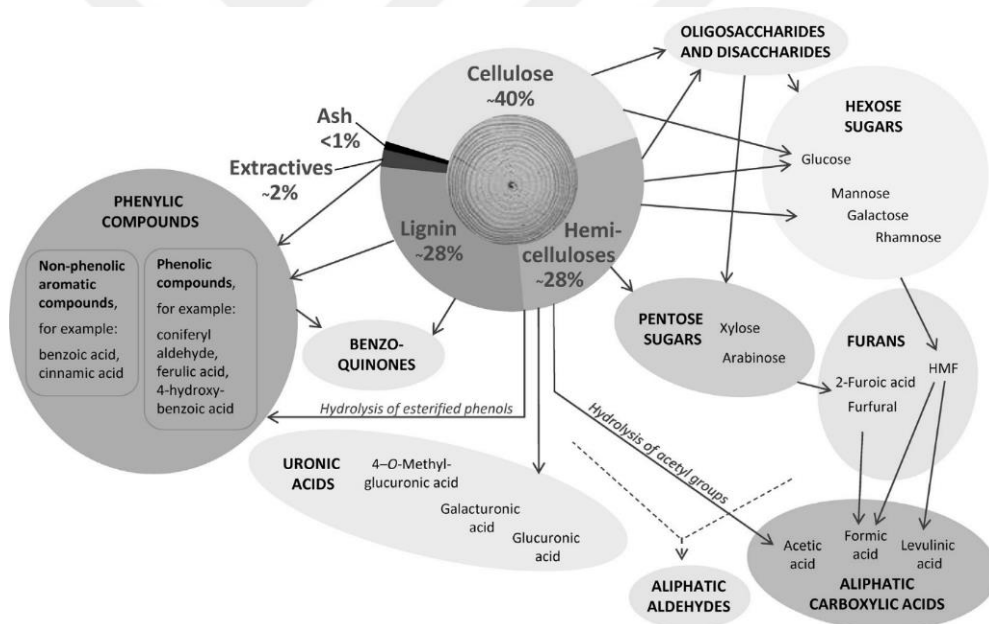 OLIGOSACCHARIDES
AND DISACCHARIDES
Cellulose
~40%
Ash
<1%
Extractives
~2%
HEXOSE
SUGARS
Glucose
Mannose
Galactose
Rhamnose
PHENYLIC
COMPOUNDS
Non-phenolic
aromatic
compounds,
for example:
benzoic acid,
cinnamic acid
Phenolic
compounds,
for example:
coniferyl
aldehyde,
ferulic acid,
4-hydroxy-
benzoic acid
Lignin
~28%
Hemi-
celluloses
~28%
BENZO-
QUINONES
PENTOSE
SUGARS
Xylose
Arabinose
FURANS
HMF
2-Furoic acid
Furfural
Hydrolysis of esterified phenols
Hydrolysis of acetyl groups
URONIC
ACIDS
4–O–Methyl-
glucuronic acid
Galacturonic
acid
Glucuronic
acid
ALIPHATIC
ALDEHYDES
Acetic
acid
Formic
acid
Levulinic
acid
ALIPHATIC
CARBOXYLIC ACIDS